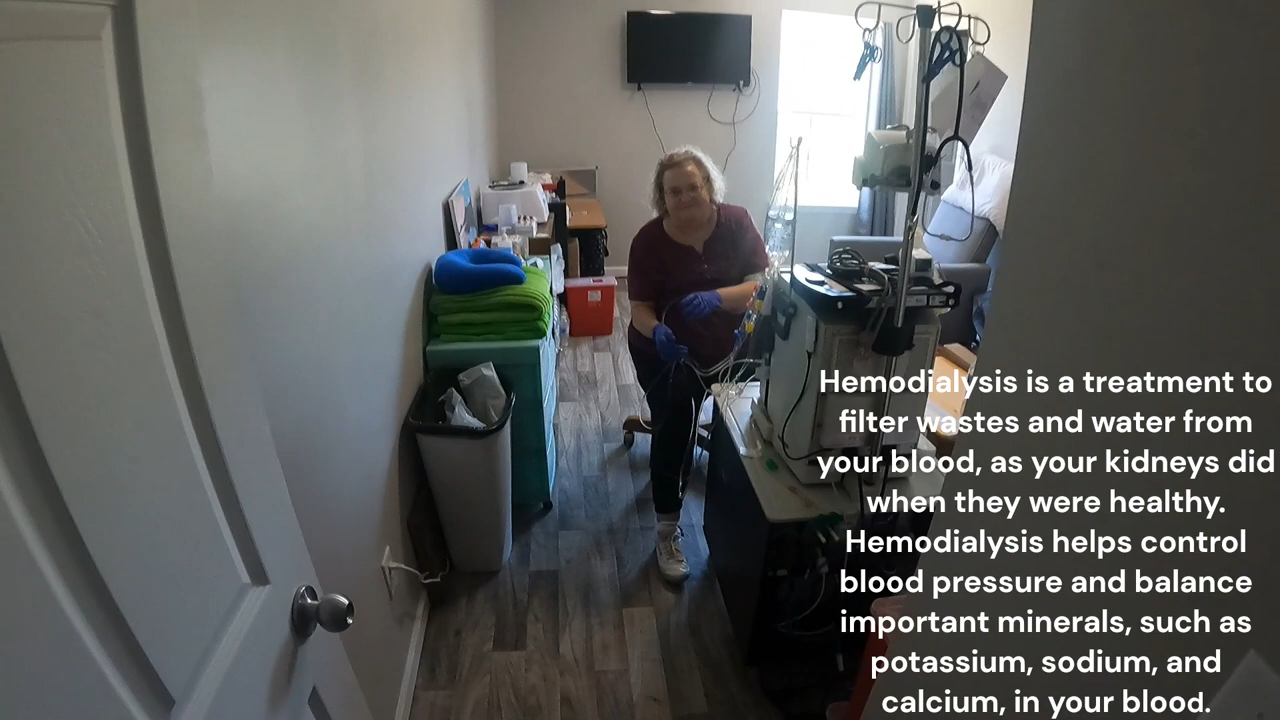 Hemodialysis is a treatment to
filter wastes and water from
your blood, as your kidneys did
when they were healthy.
Hemodialysis helps control
blood pressure and balance
important minerals, such as
potassium, sodium, and
calcium, in your blood.